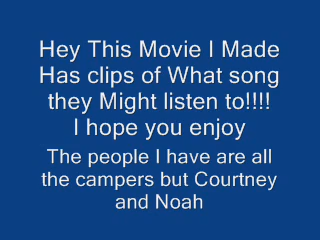 Hey This Movie I Made
Has clips of What song
they Might listen to!!!!
I hope you enjoy
The people I have are all
the campers but Courtney
and Noah